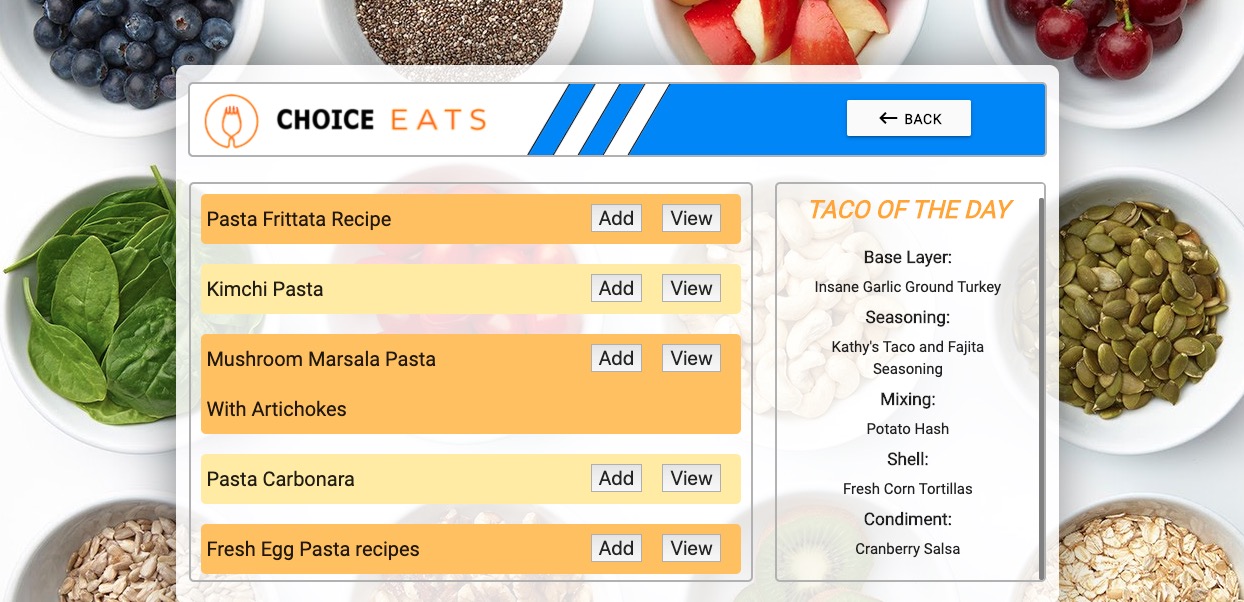 CHOICE EATS
← BACK
Pasta Frittata Recipe Add View
Kimchi Pasta Add View
Mushroom Marsala Pasta Add View
With Artichokes
Pasta Carbonara Add View
Fresh Egg Pasta recipes Add View
TACO OF THE DAY
Base Layer:
Insane Garlic Ground Turkey
Seasoning:
Kathy's Taco and Fajita
Seasoning
Mixing:
Potato Hash
Shell:
Fresh Corn Tortillas
Condiment:
Cranberry Salsa